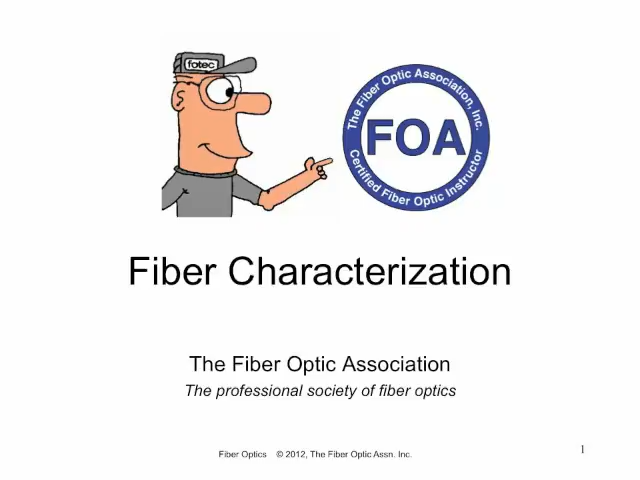 fotec
The Fiber Optic Association, Inc.
FOA
Certified Fiber Optic Instructor
Fiber Characterization
The Fiber Optic Association
The professional society of fiber optics
Fiber Optics © 2012, The Fiber Optic Assn. Inc.
1